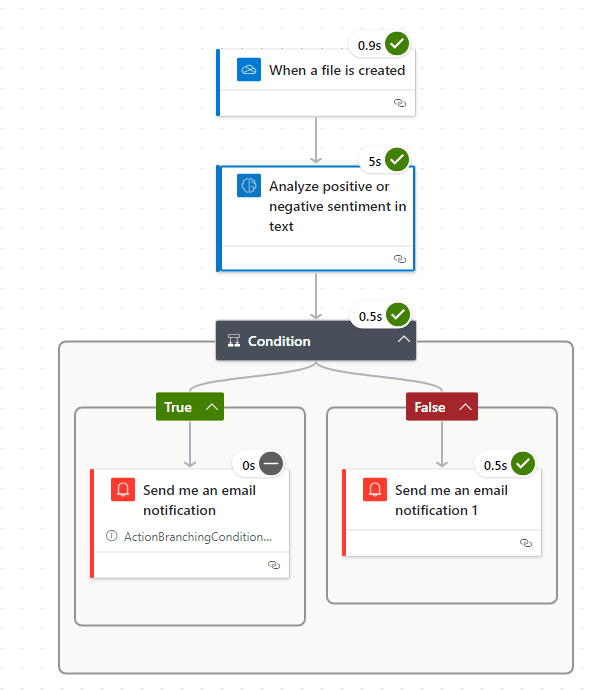 0.9s
When a file is created
5s
Analyze positive or
negative sentiment in
text
0.5s
Condition
True
False
0s
Send me an email
notification
ActionBranchingCondition...
0.5s
Send me an email
notification 1